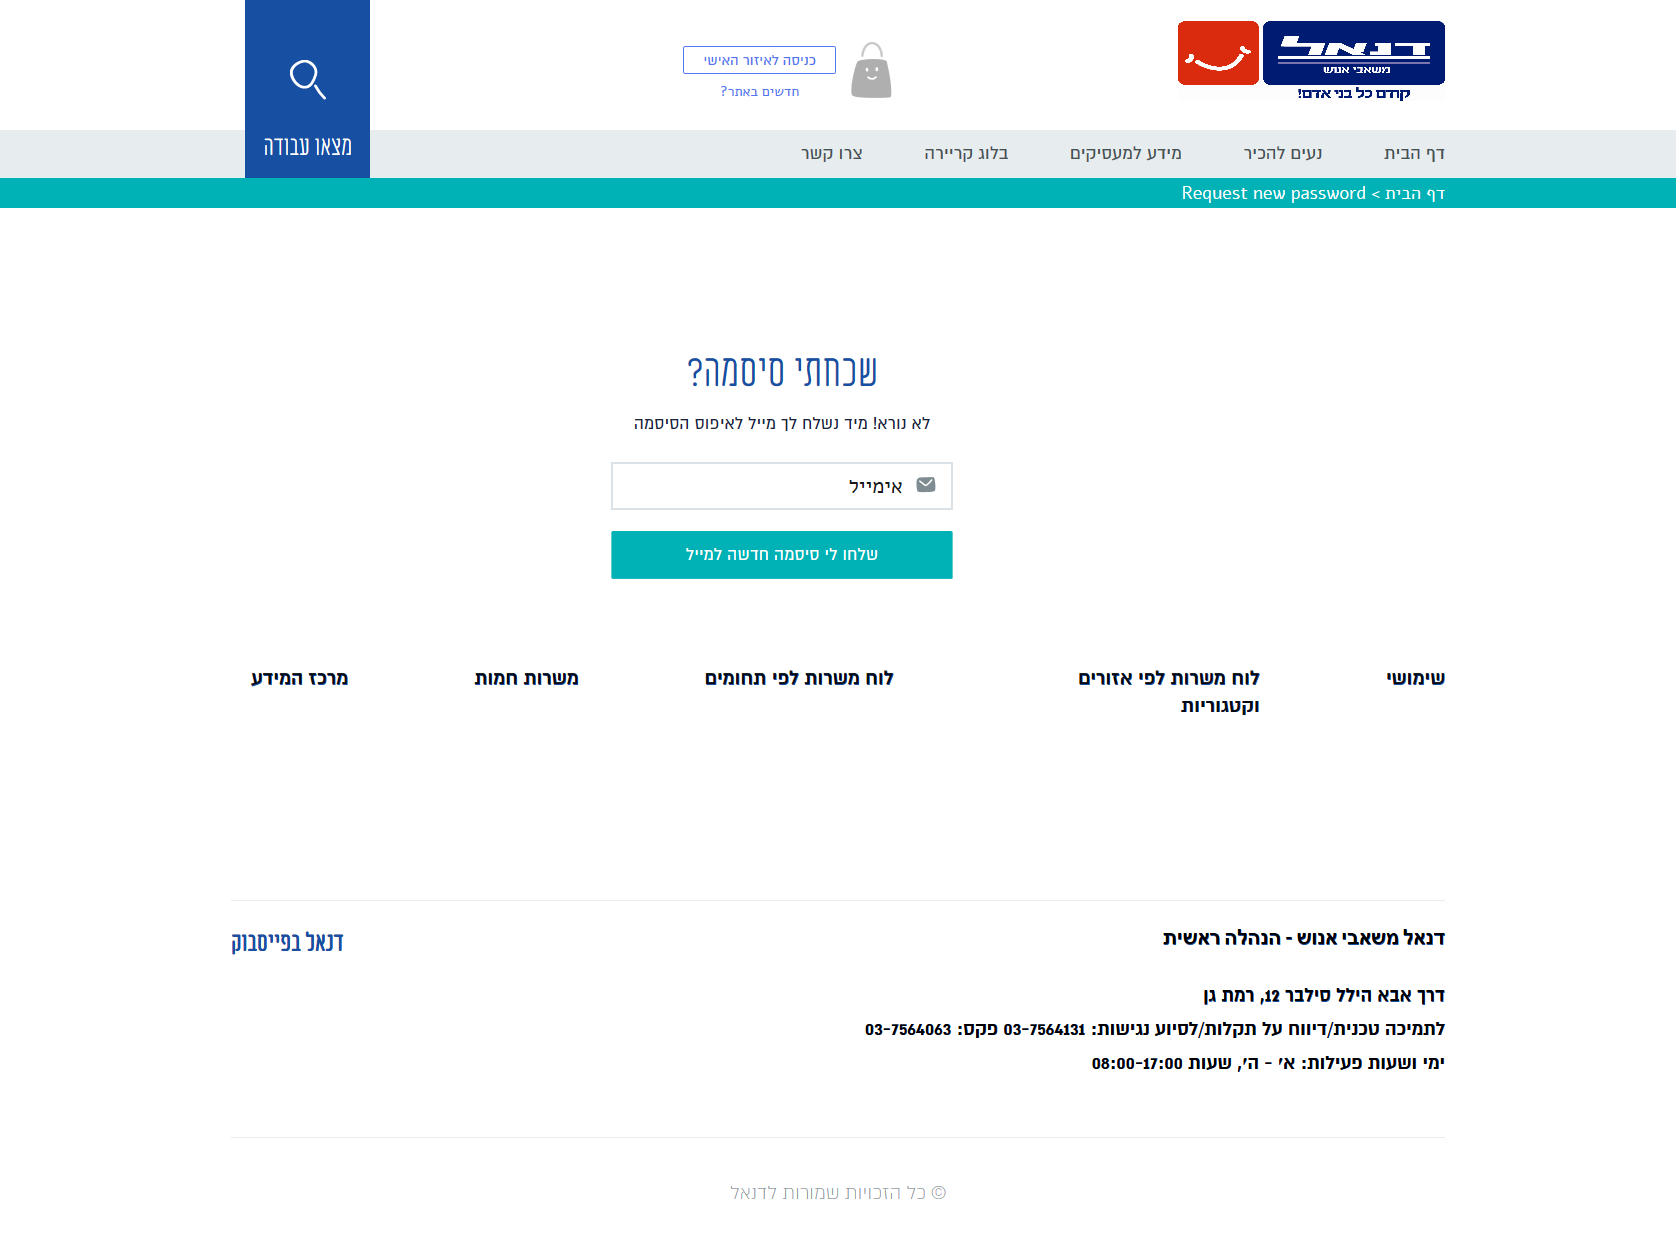 דנאל
משאבי אנוש
קודם כל בני אדם!
כניסה לאיזור האישי
חדשים באתר?
מצאו עבודה
דף הבית
נעים להכיר
מידע למעסיקים
בלוג קריירה
צרו קשר
דף הבית > Request new password
שכחתי סיסמה?
לא נורא! מיד נשלח לך מייל לאיפוס הסיסמה
אימייל
שלחו לי סיסמה חדשה למייל
שימושי
לוח משרות לפי אזורים
וקטגוריות
לוח משרות לפי תחומים
משרות חמות
מרכז המידע
דנאל משאבי אנוש - הנהלה ראשית
דרך אבא הילל סילבר 12, רמת גן
לתמיכה טכנית/דיווח על תקלות/לסיוע נגישות: 03-7564131 פקס: 03-7564063
ימי ושעות פעילות: א' - ה', שעות 08:00-17:00
דנאל בפייסבוק
© כל הזכויות שמורות לדנאל